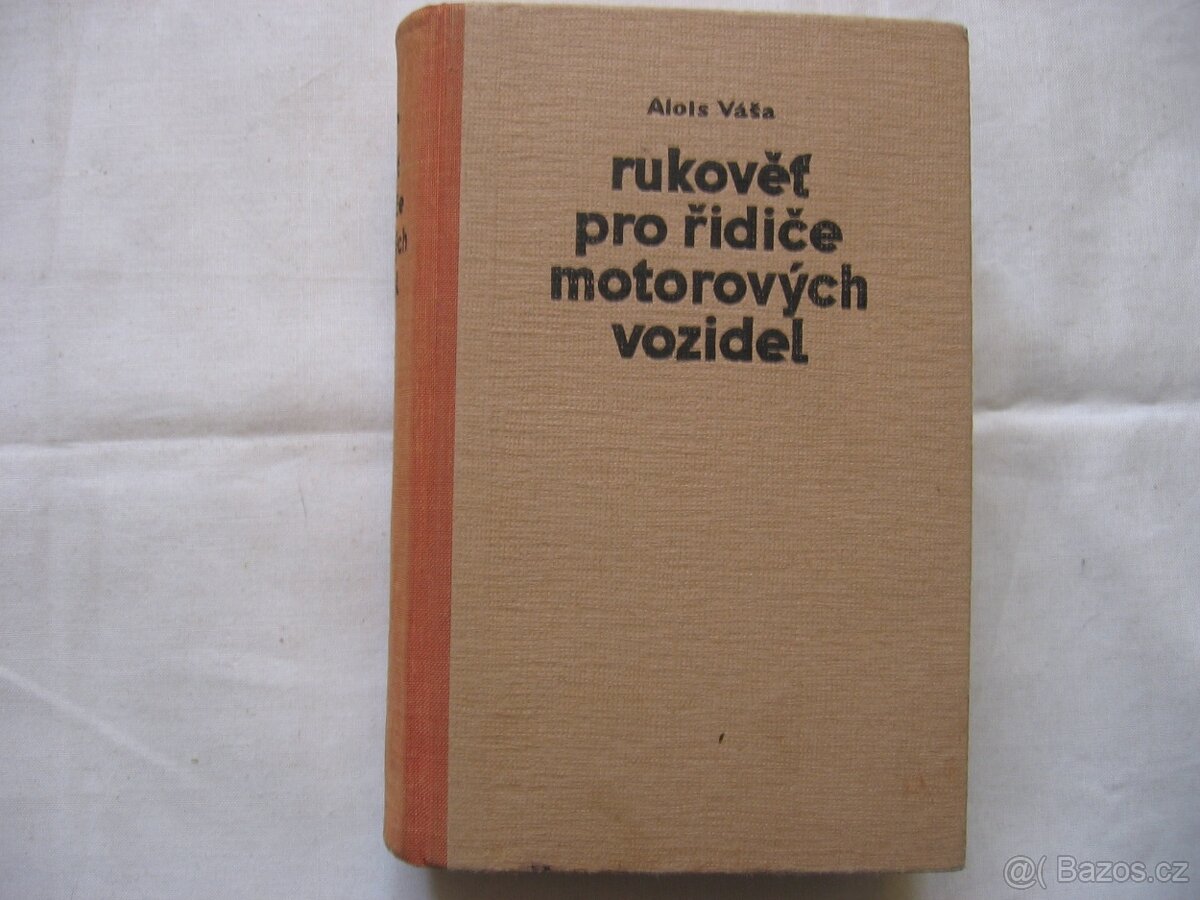 Alois Váša
rukověť
pro řidiče
motorových
vozidel
@( Bazos.cz